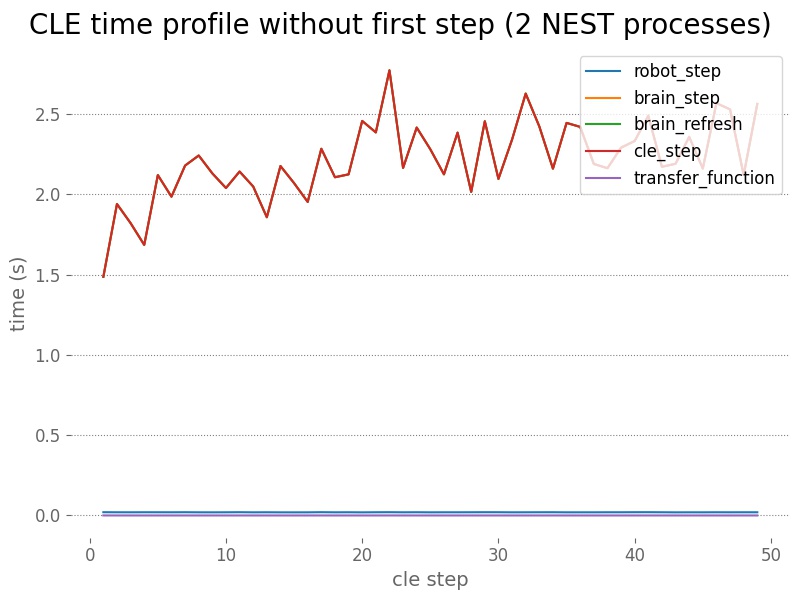 CLE time profile without first step (2 NEST processes)
robot_step
brain_step
brain_refresh
cle_step
transfer_function
2.5
2.0
1.5
1.0
0.5
0.0
time (s)
0 10 20 30 40 50
cle step